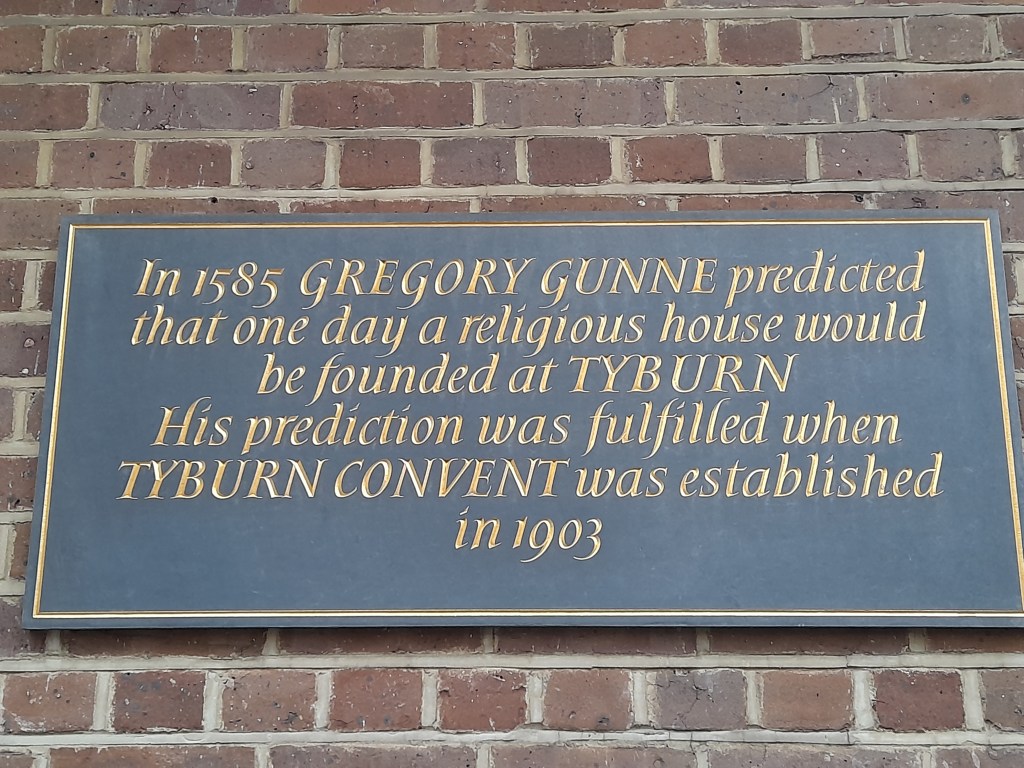 In 1585 GREGORY GUNNE predicted
that one day a religious house would
be founded at TYBURN
His prediction was fulfilled when
TYBURN CONVENT was established
in 1903